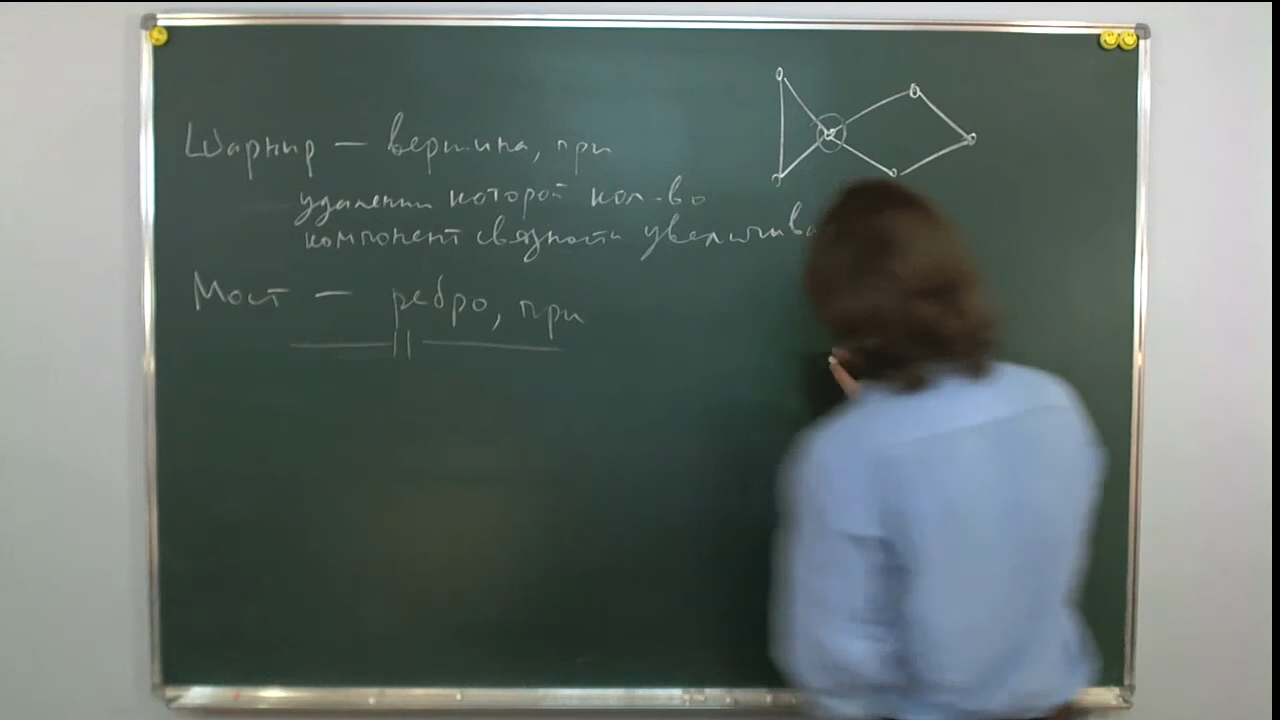 Шарнир — вершина, при
удалении которой кол-во
компонент связности увеличива
Мост — ребро, при
—||—